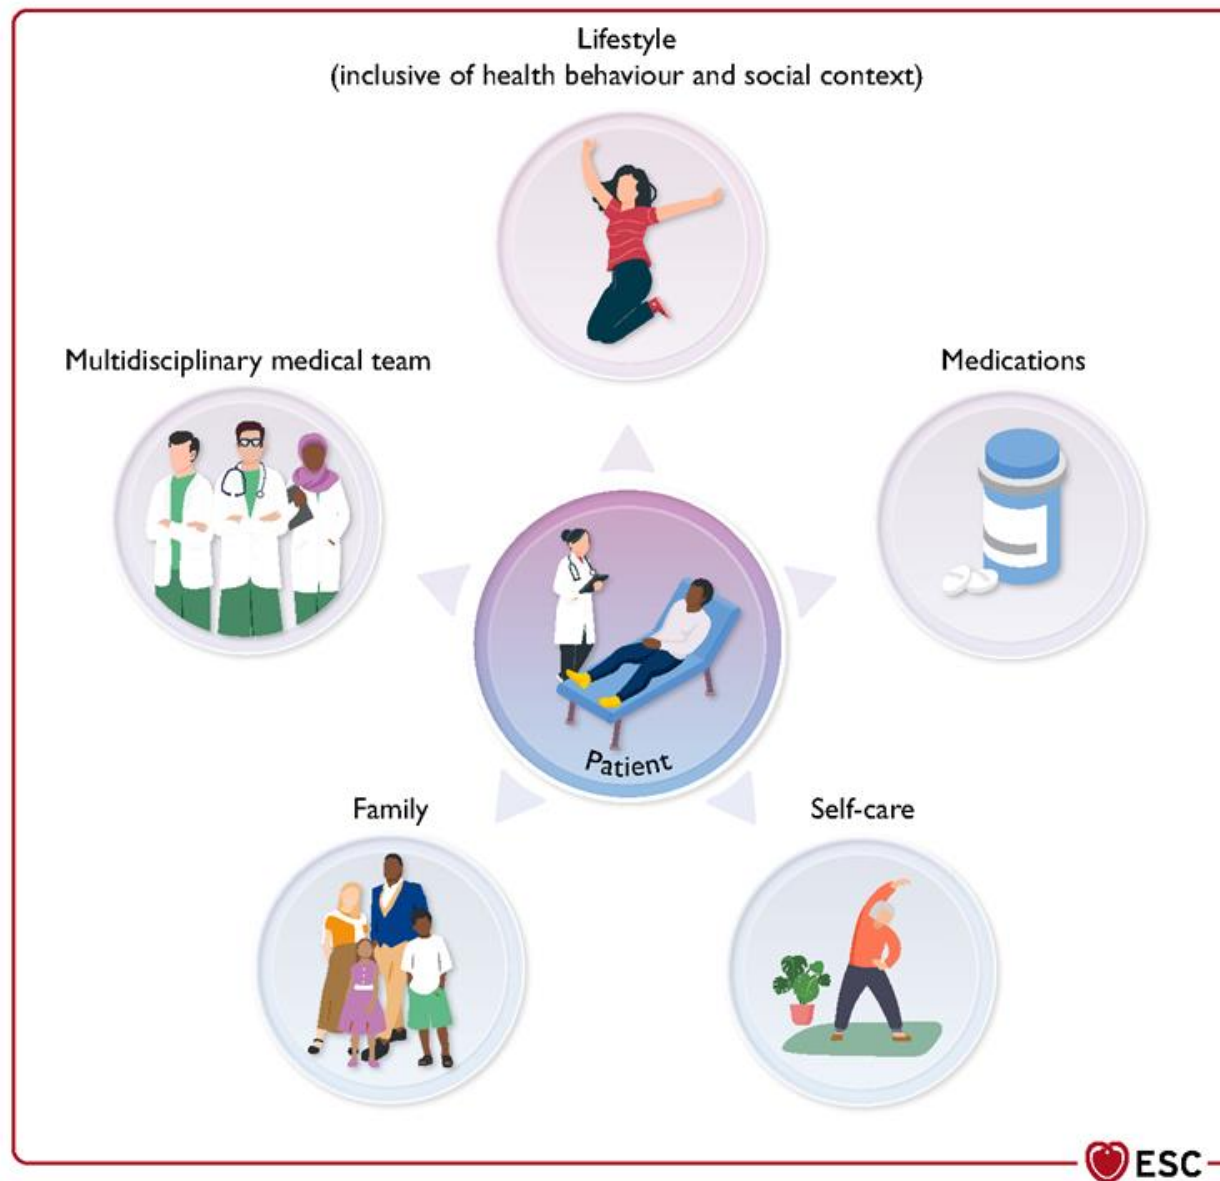 Lifestyle
(inclusive of health behaviour and social context)
Multidisciplinary medical team
Medications
Patient
Family
Self-care
ESC